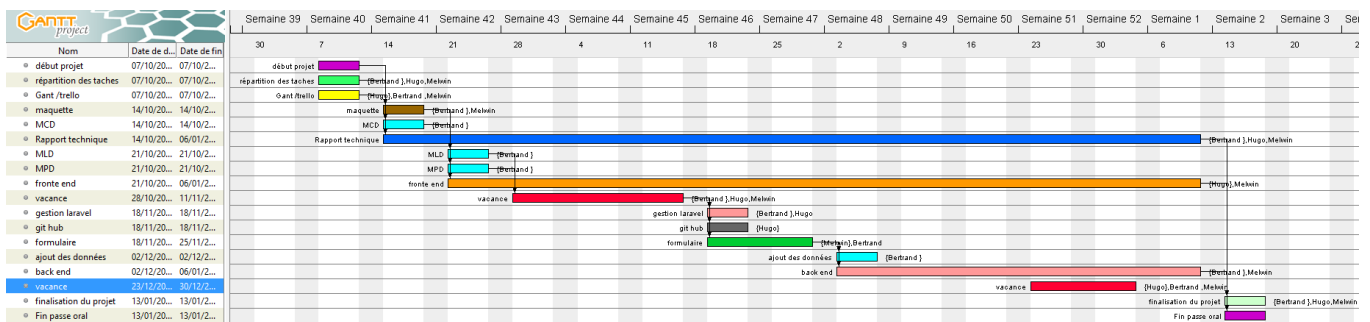 GANTT project
Semaine 39 Semaine 40 Semaine 41 Semaine 42 Semaine 43 Semaine 44 Semaine 45 Semaine 46 Semaine 47 Semaine 48 Semaine 49 Semaine 50 Semaine 51 Semaine 52 Semaine 1 Semaine 2 Semaine 3
30 7 14 21 28 4 11 18 25 2 9 16 23 30 6 13 20
Nom Date de d... Date de fin
début projet 07/10/20... 07/10/2... début projet
répartition des taches 07/10/20... 07/10/2... répartition des taches {Bertrand },Hugo,Melwin
Gant /trello 07/10/20... 07/10/2... Gant /trello {Hugo},Bertrand ,Melwin
maquette 14/10/20... 14/10/2... maquette {Bertrand },Melwin
MCD 14/10/20... 14/10/2... MCD {Bertrand }
Rapport technique 14/10/20... 06/01/2... Rapport technique {Bertrand },Hugo,Melwin
MLD 21/10/20... 21/10/2... MLD {Bertrand }
MPD 21/10/20... 21/10/2... MPD {Bertrand }
fronte end 21/10/20... 06/01/2... fronte end {Hugo},Melwin
vacance 28/10/20... 11/11/2... vacance {Bertrand },Hugo,Melwin
gestion laravel 18/11/20... 18/11/2... gestion laravel {Bertrand },Hugo
git hub 18/11/20... 18/11/2... git hub {Hugo}
formulaire 18/11/20... 25/11/2... formulaire {Melwin},Bertrand
ajout des données 02/12/20... 02/12/2... ajout des données {Bertrand }
back end 02/12/20... 06/01/2... back end {Bertrand },Melwin
vacance 23/12/20... 30/12/2... vacance {Hugo},Bertrand ,Melwin
finalisation du projet 13/01/20... 13/01/2... finalisation du projet {Bertrand },Hugo,Melwin
Fin passe oral 13/01/20... 13/01/2... Fin passe oral